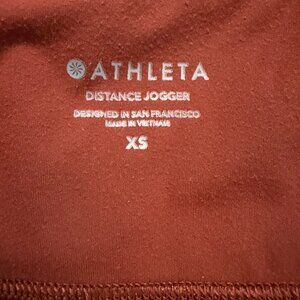 ATHLETA
DISTANCE JOGGER
DESIGNED IN SAN FRANCISCO
MADE IN VIETNAM
XS